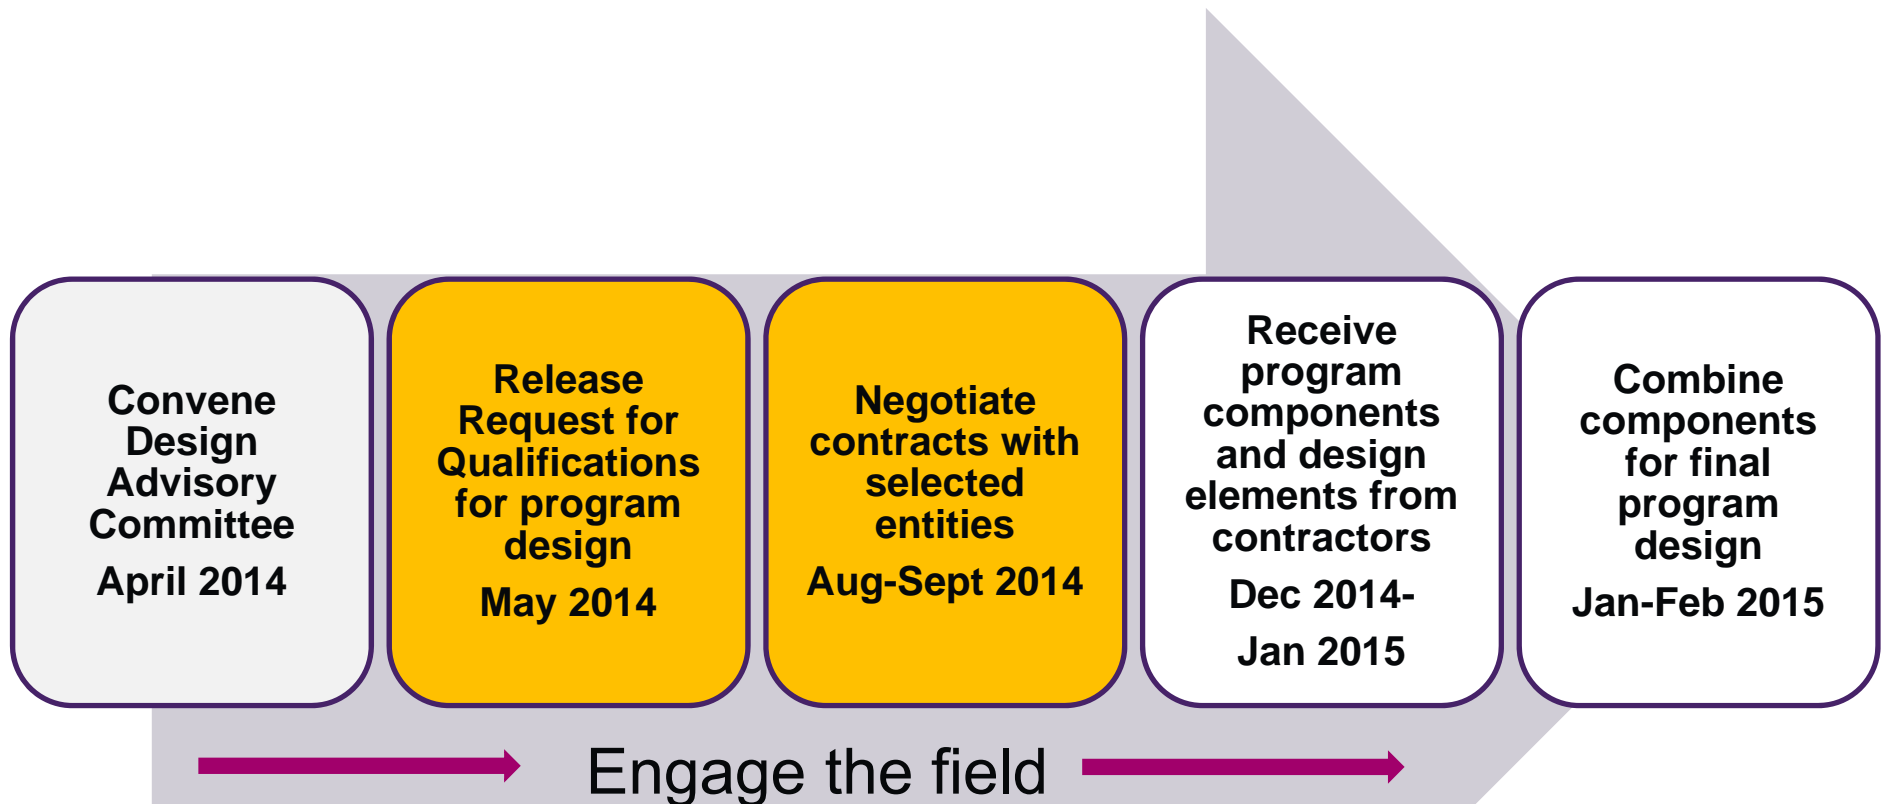 Convene
Design
Advisory
Committee
April 2014
Release
Request for
Qualifications
for program
design
May 2014
Negotiate
contracts with
selected
entities
Aug-Sept 2014
Receive
program
components
and design
elements from
contractors
Dec 2014-
Jan 2015
Combine
components
for final
program
design
Jan-Feb 2015
Engage the field